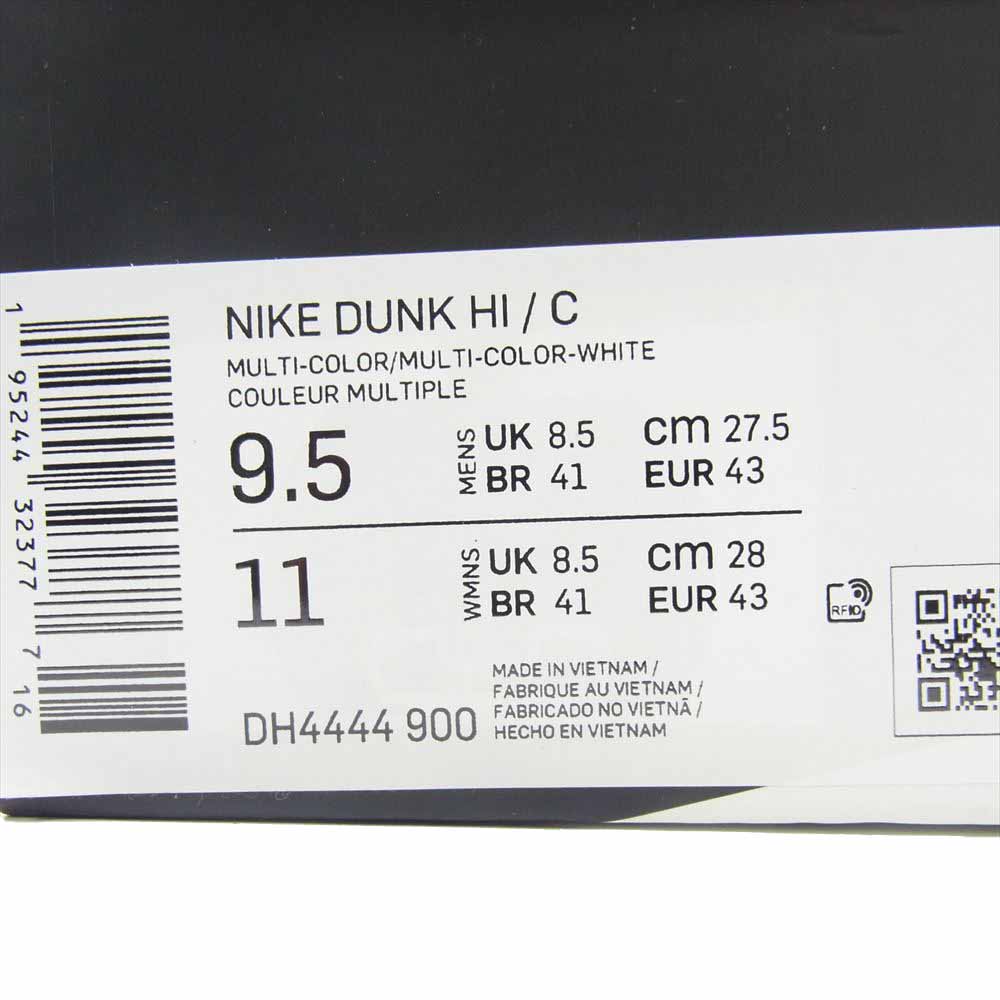 NIKE DUNK HI / C
MULTI-COLOR/MULTI-COLOR-WHITE
COULEUR MULTIPLE
9.5 MENS UK 8.5 CM 27.5
BR 41 EUR 43
11 WMNS. UK 8.5 CM 28
BR 41 EUR 43
RFID
MADE IN VIETNAM /
FABRIQUE AU VIETNAM /
FABRICADO NO VIETNÃ /
HECHO EN VIETNAM
DH4444 900
1 95244 32377 7 16